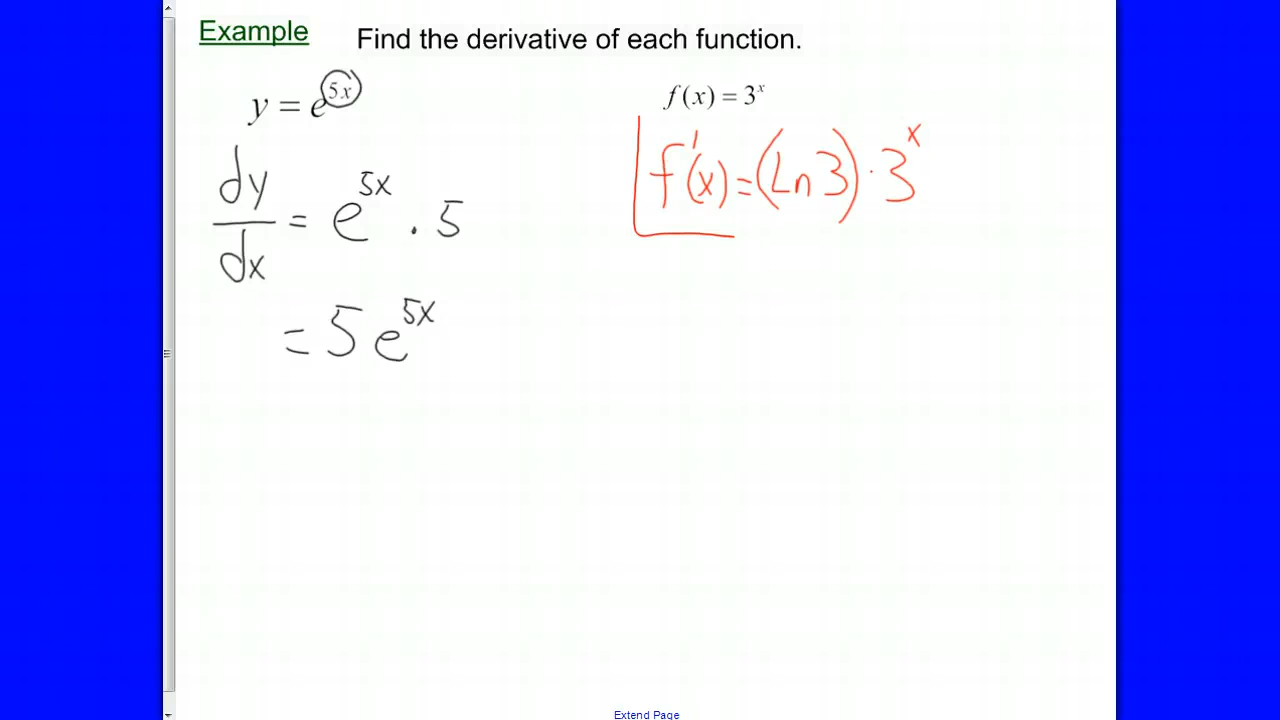 Example Find the derivative of each function.
y = e^{5x}
dy/dx = e^{5x} . 5
= 5 e^{5x}
f(x) = 3^x
f'(x) = (Ln 3) · 3^x
Extend Page